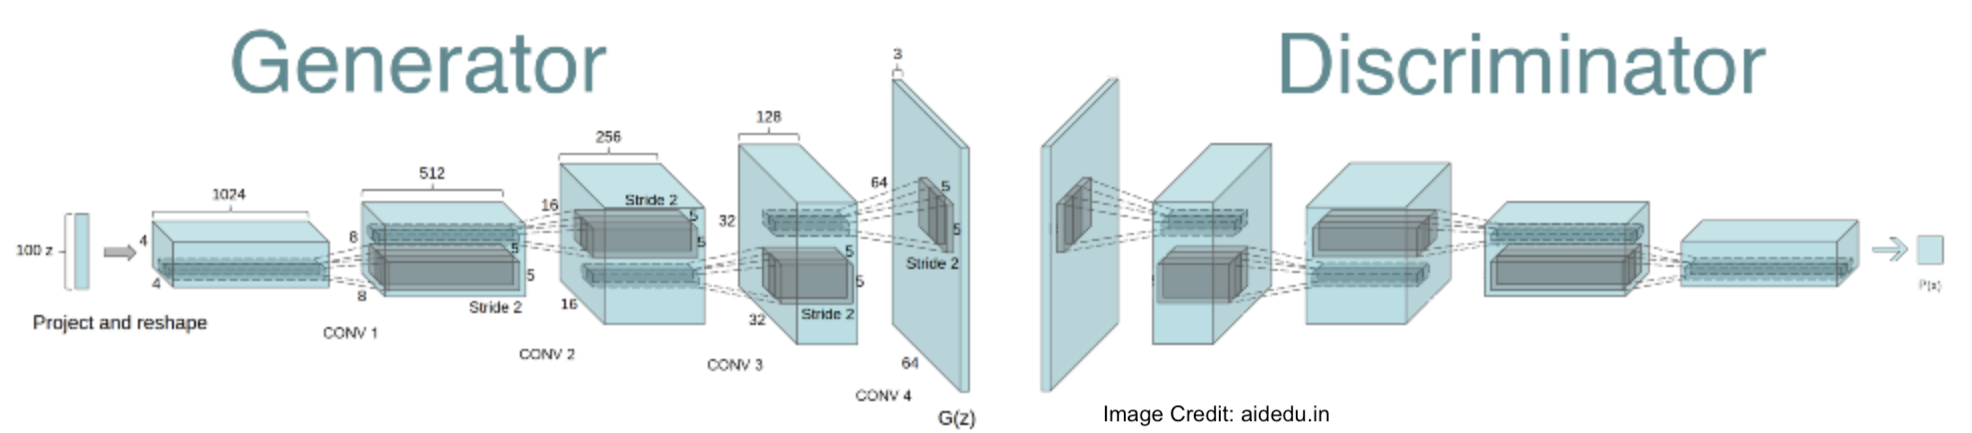 Generator
Discriminator
3
128
256
512
1024
64
5
16
Stride 2
5
32
8
4
5
5
5
5
100 z
Stride 2
5
5
4
8
16
32
Stride 2
Stride 2
P(x)
Project and reshape
CONV 1
CONV 2
CONV 3
64
CONV 4
G(z)
Image Credit: aidedu.in